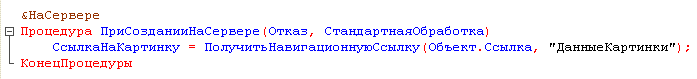 &НаСервере
Процедура ПриСозданииНаСервере(Отказ, СтандартнаяОбработка)
СсылкаНаКартинку = ПолучитьНавигационнуюСсылку(Объект.Ссылка, "ДанныеКартинки");
КонецПроцедуры